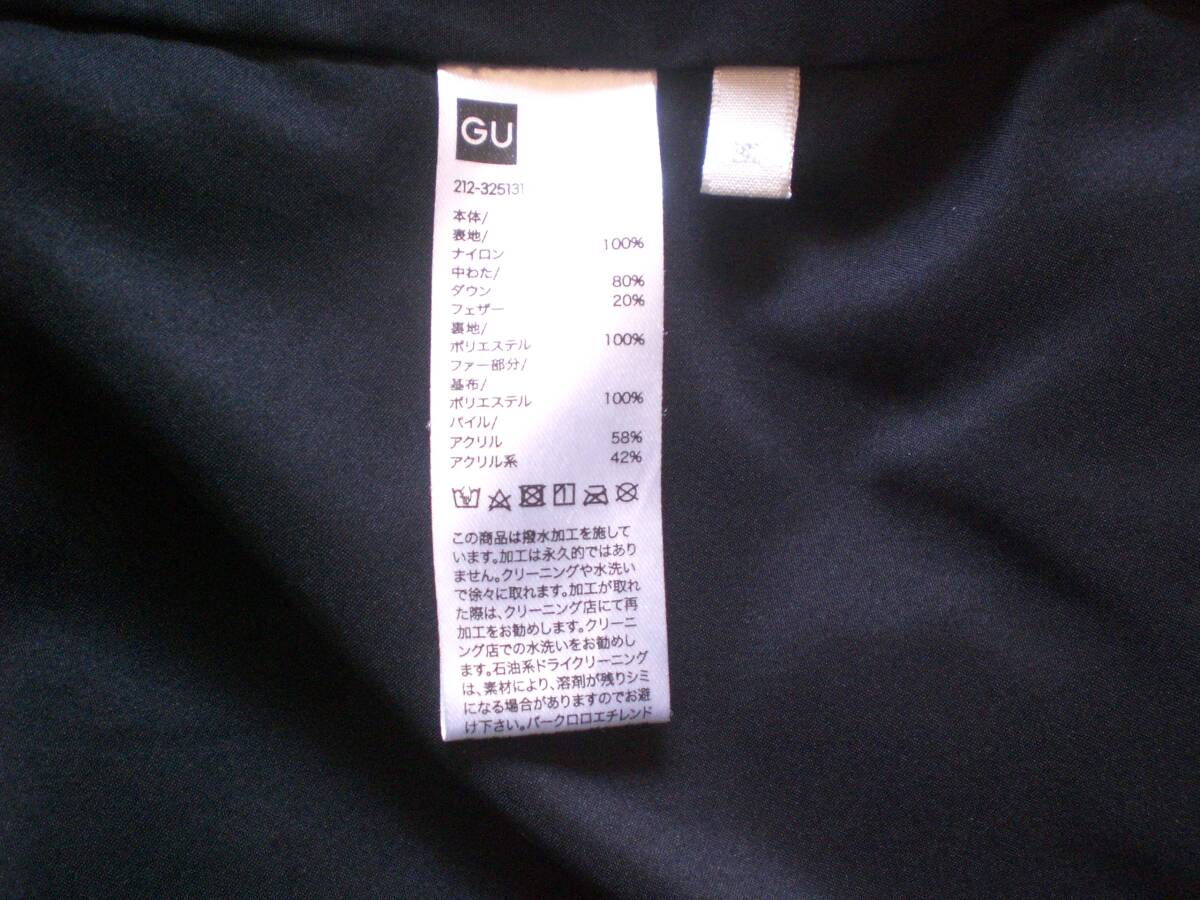 GU
212-325131
本体/
表地/
ナイロン 100%
中わた/
ダウン 80%
フェザー 20%
裏地/
ポリエステル 100%
ファー部分/
基布/
ポリエステル 100%
パイル/
アクリル 58%
アクリル系 42%
この商品は撥水加工を施して
います。加工は永久的ではあり
ません。クリーニングや水洗い
で徐々に取れます。加工が取れ
た際は、クリーニング店にて再
加工をお勧めします。クリーニ
ング店での水洗いをお勧めし
ます。石油系ドライクリーニング
は、素材により、溶剤が残りシミ
になる場合がありますのでお避
け下さい。パークロロエチレンド